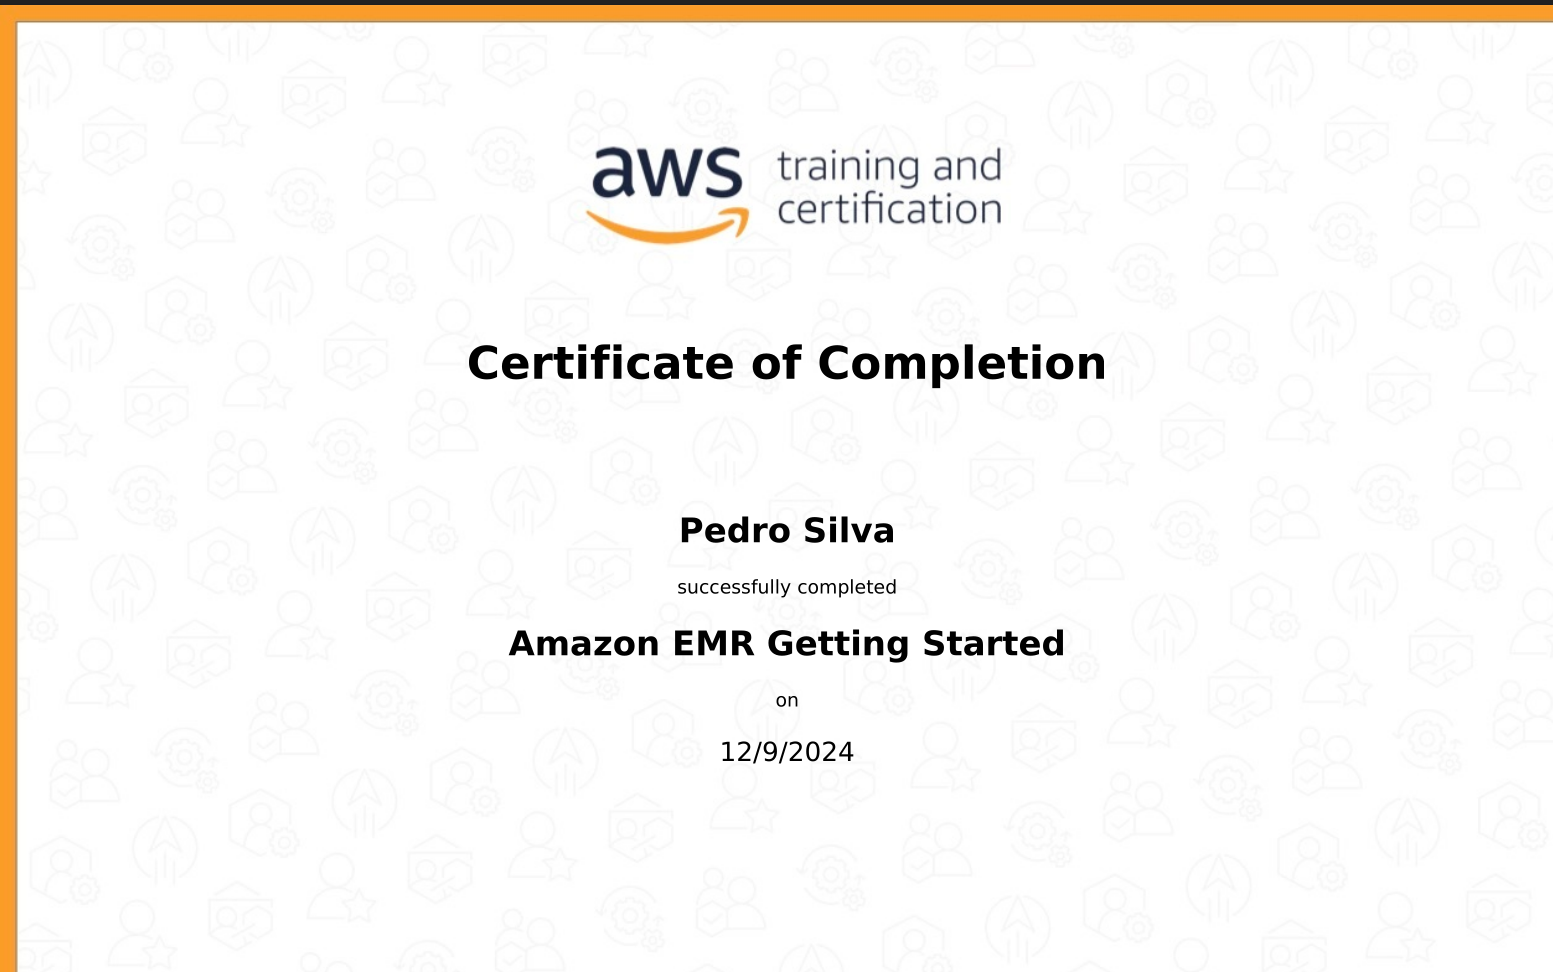 aws training and
certification
Certificate of Completion
Pedro Silva
successfully completed
Amazon EMR Getting Started
on
12/9/2024